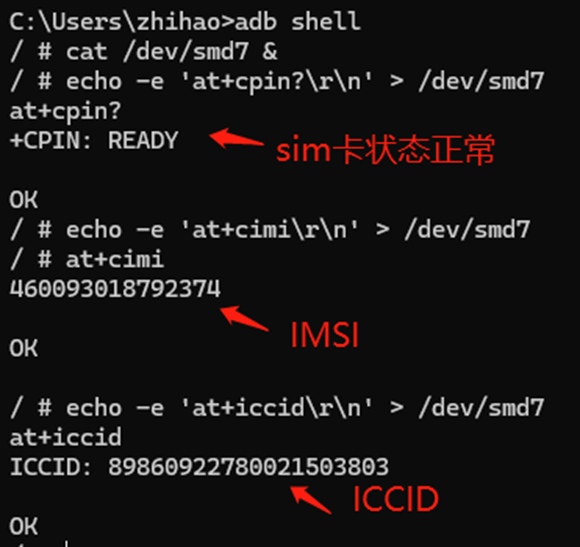 C:\Users\zhihao>adb shell
/ # cat /dev/smd7 &
/ # echo -e 'at+cpin?\r\n' > /dev/smd7
at+cpin?
+CPIN: READY
sim卡状态正常
OK
/ # echo -e 'at+cimi\r\n' > /dev/smd7
/ # at+cimi
460093018792374
IMSI
OK
/ # echo -e 'at+iccid\r\n' > /dev/smd7
at+iccid
ICCID: 89860922780021503803
ICCID
OK